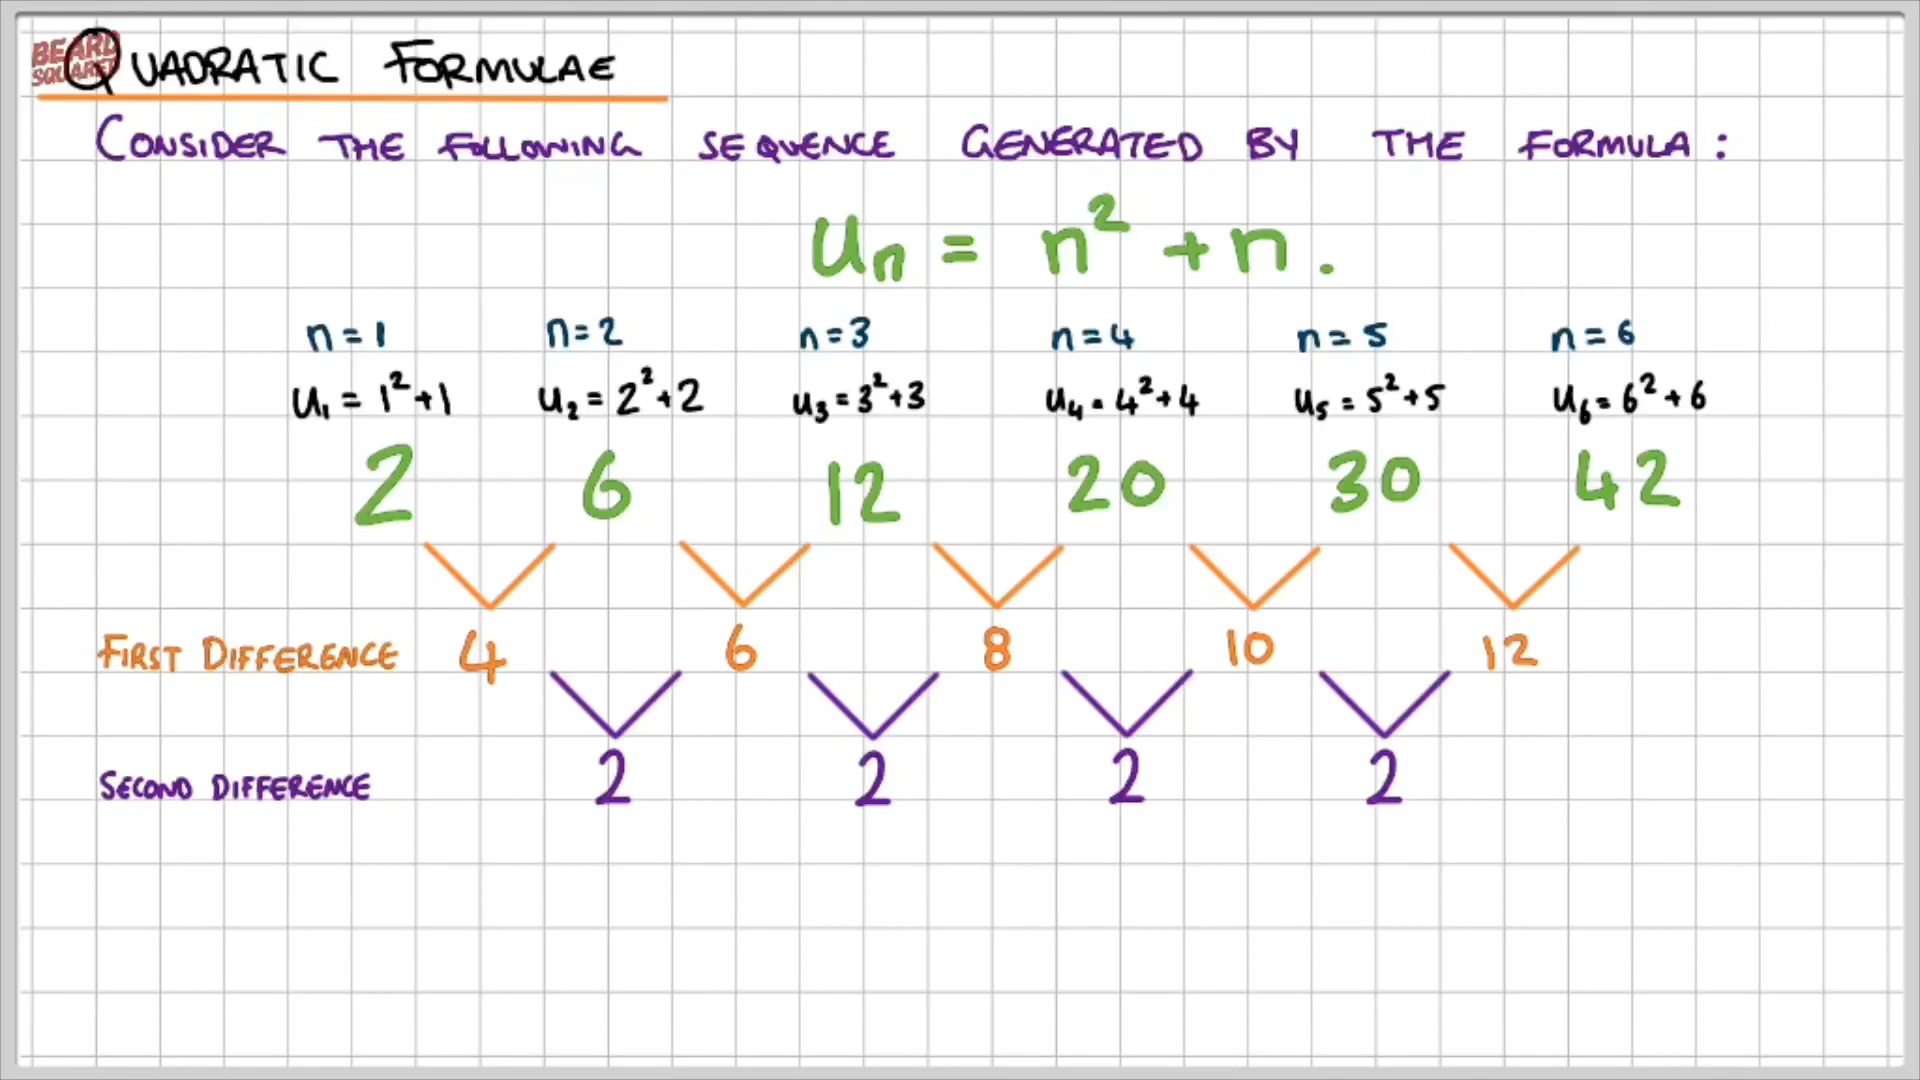 BEARD
SQUARED
QUADRATIC FORMULAE
CONSIDER THE FOLLOWING SEQUENCE GENERATED BY THE FORMULA:
Un = n² + n.
n = 1 n = 2 n = 3 n = 4 n = 5 n = 6
U₁ = 1² + 1 U₂ = 2² + 2 U₃ = 3² + 3 U₄ = 4² + 4 U₅ = 5² + 5 U₆ = 6² + 6
2 6 12 20 30 42
FIRST DIFFERENCE 4 6 8 10 12
SECOND DIFFERENCE 2 2 2 2